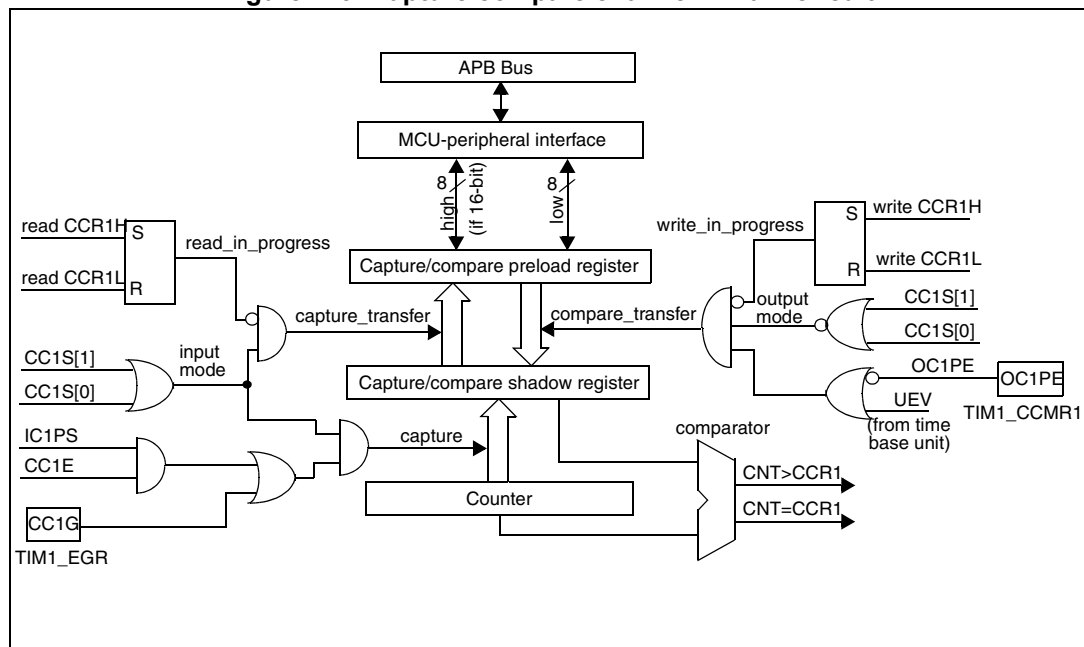 APB Bus
MCU-peripheral interface
8
high
(if 16-bit)
8
low
read CCR1H
S
read_in_progress
read CCR1L
R
write_in_progress
S
write CCR1H
R
write CCR1L
Capture/compare preload register
capture_transfer
compare_transfer
output
mode
CC1S[1]
CC1S[0]
CC1S[1]
CC1S[0]
input
mode
Capture/compare shadow register
OC1PE
OC1PE
UEV
TIM1_CCMR1
(from time
base unit)
IC1PS
CC1E
capture
comparator
Counter
CNT>CCR1
CNT=CCR1
CC1G
TIM1_EGR